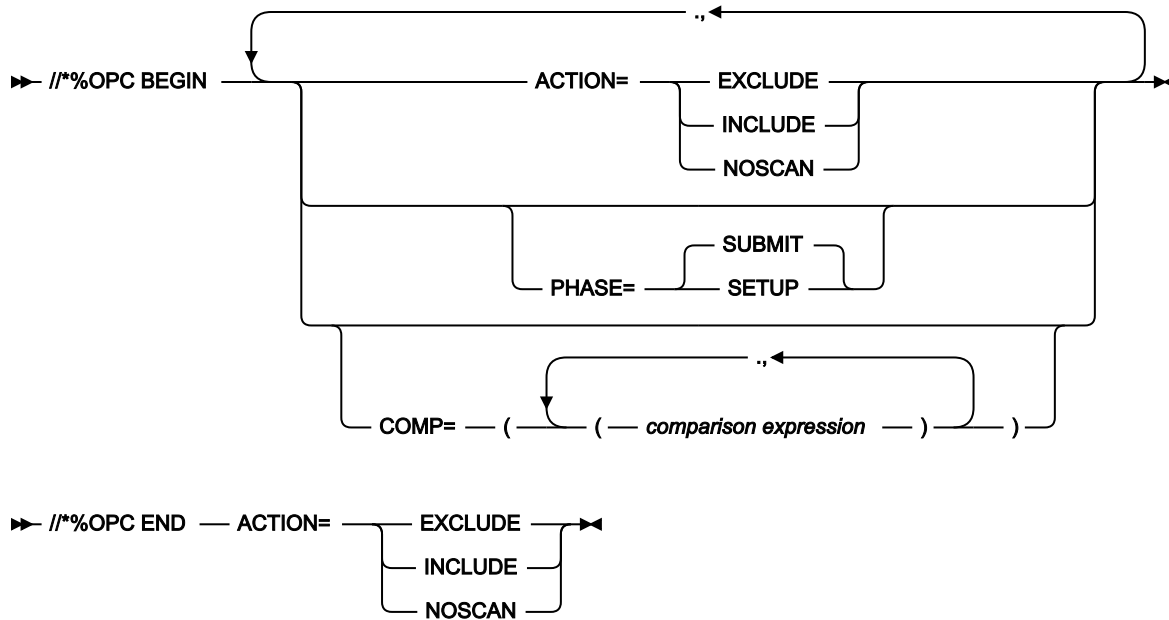 .,
//*%OPC BEGIN ACTION= EXCLUDE
INCLUDE
NOSCAN
SUBMIT
PHASE= SETUP
.,
COMP= ( ( comparison expression ) )
//*%OPC END ACTION= EXCLUDE
INCLUDE
NOSCAN